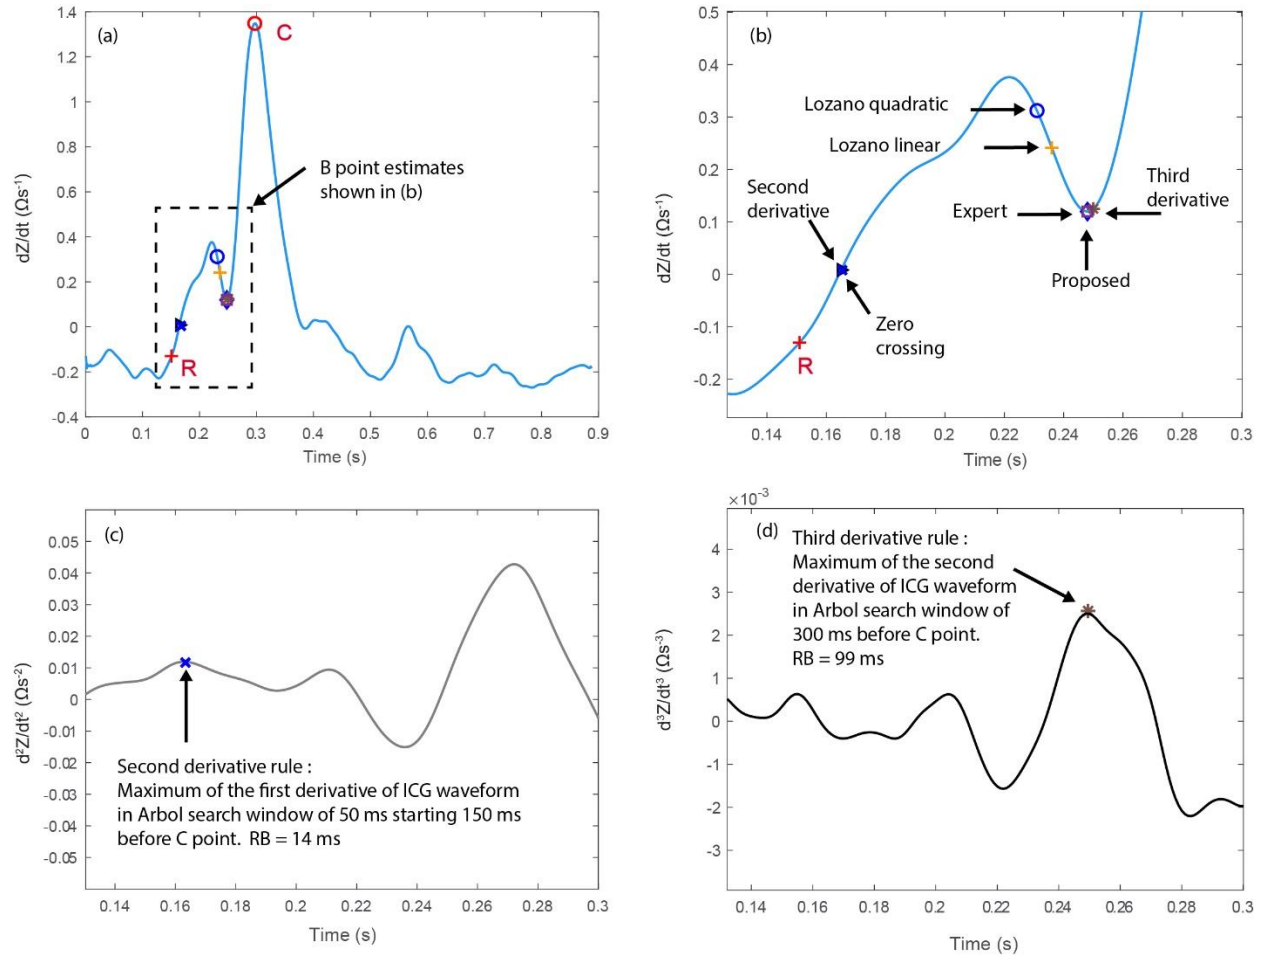 (a)
1.4
1.2
1
0.8
0.6
0.4
0.2
0
-0.2
-0.4
dZ/dt (Ωs⁻¹)
C
R
B point estimates
shown in (b)
0 0.1 0.2 0.3 0.4 0.5 0.6 0.7 0.8 0.9
Time (s)
(b)
0.5
0.4
0.3
0.2
0.1
0
-0.1
-0.2
dZ/dt (Ωs⁻¹)
Lozano quadratic
Lozano linear
Second
derivative
Expert
Third
derivative
Proposed
Zero
crossing
R
0.14 0.16 0.18 0.2 0.22 0.24 0.26 0.28 0.3
Time (s)
(c)
0.05
0.04
0.03
0.02
0.01
0
-0.01
-0.02
-0.03
-0.04
-0.05
d²Z/dt² (Ωs⁻²)
Second derivative rule :
Maximum of the first derivative of ICG waveform
in Arbol search window of 50 ms starting 150 ms
before C point. RB = 14 ms
0.14 0.16 0.18 0.2 0.22 0.24 0.26 0.28 0.3
Time (s)
×10⁻³
(d)
4
3
2
1
0
-1
-2
-3
d³Z/dt³ (Ωs⁻³)
Third derivative rule :
Maximum of the second
derivative of ICG waveform
in Arbol search window of
300 ms before C point.
RB = 99 ms
0.14 0.16 0.18 0.2 0.22 0.24 0.26 0.28 0.3
Time (s)